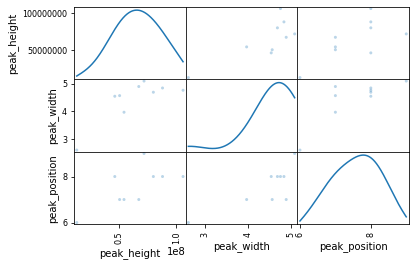 100000000
50000000
peak_height
5
4
3
peak_width
8
6
peak_position
0.5
1.0
1e8
peak_height
3
4
5
peak_width
6
8
peak_position